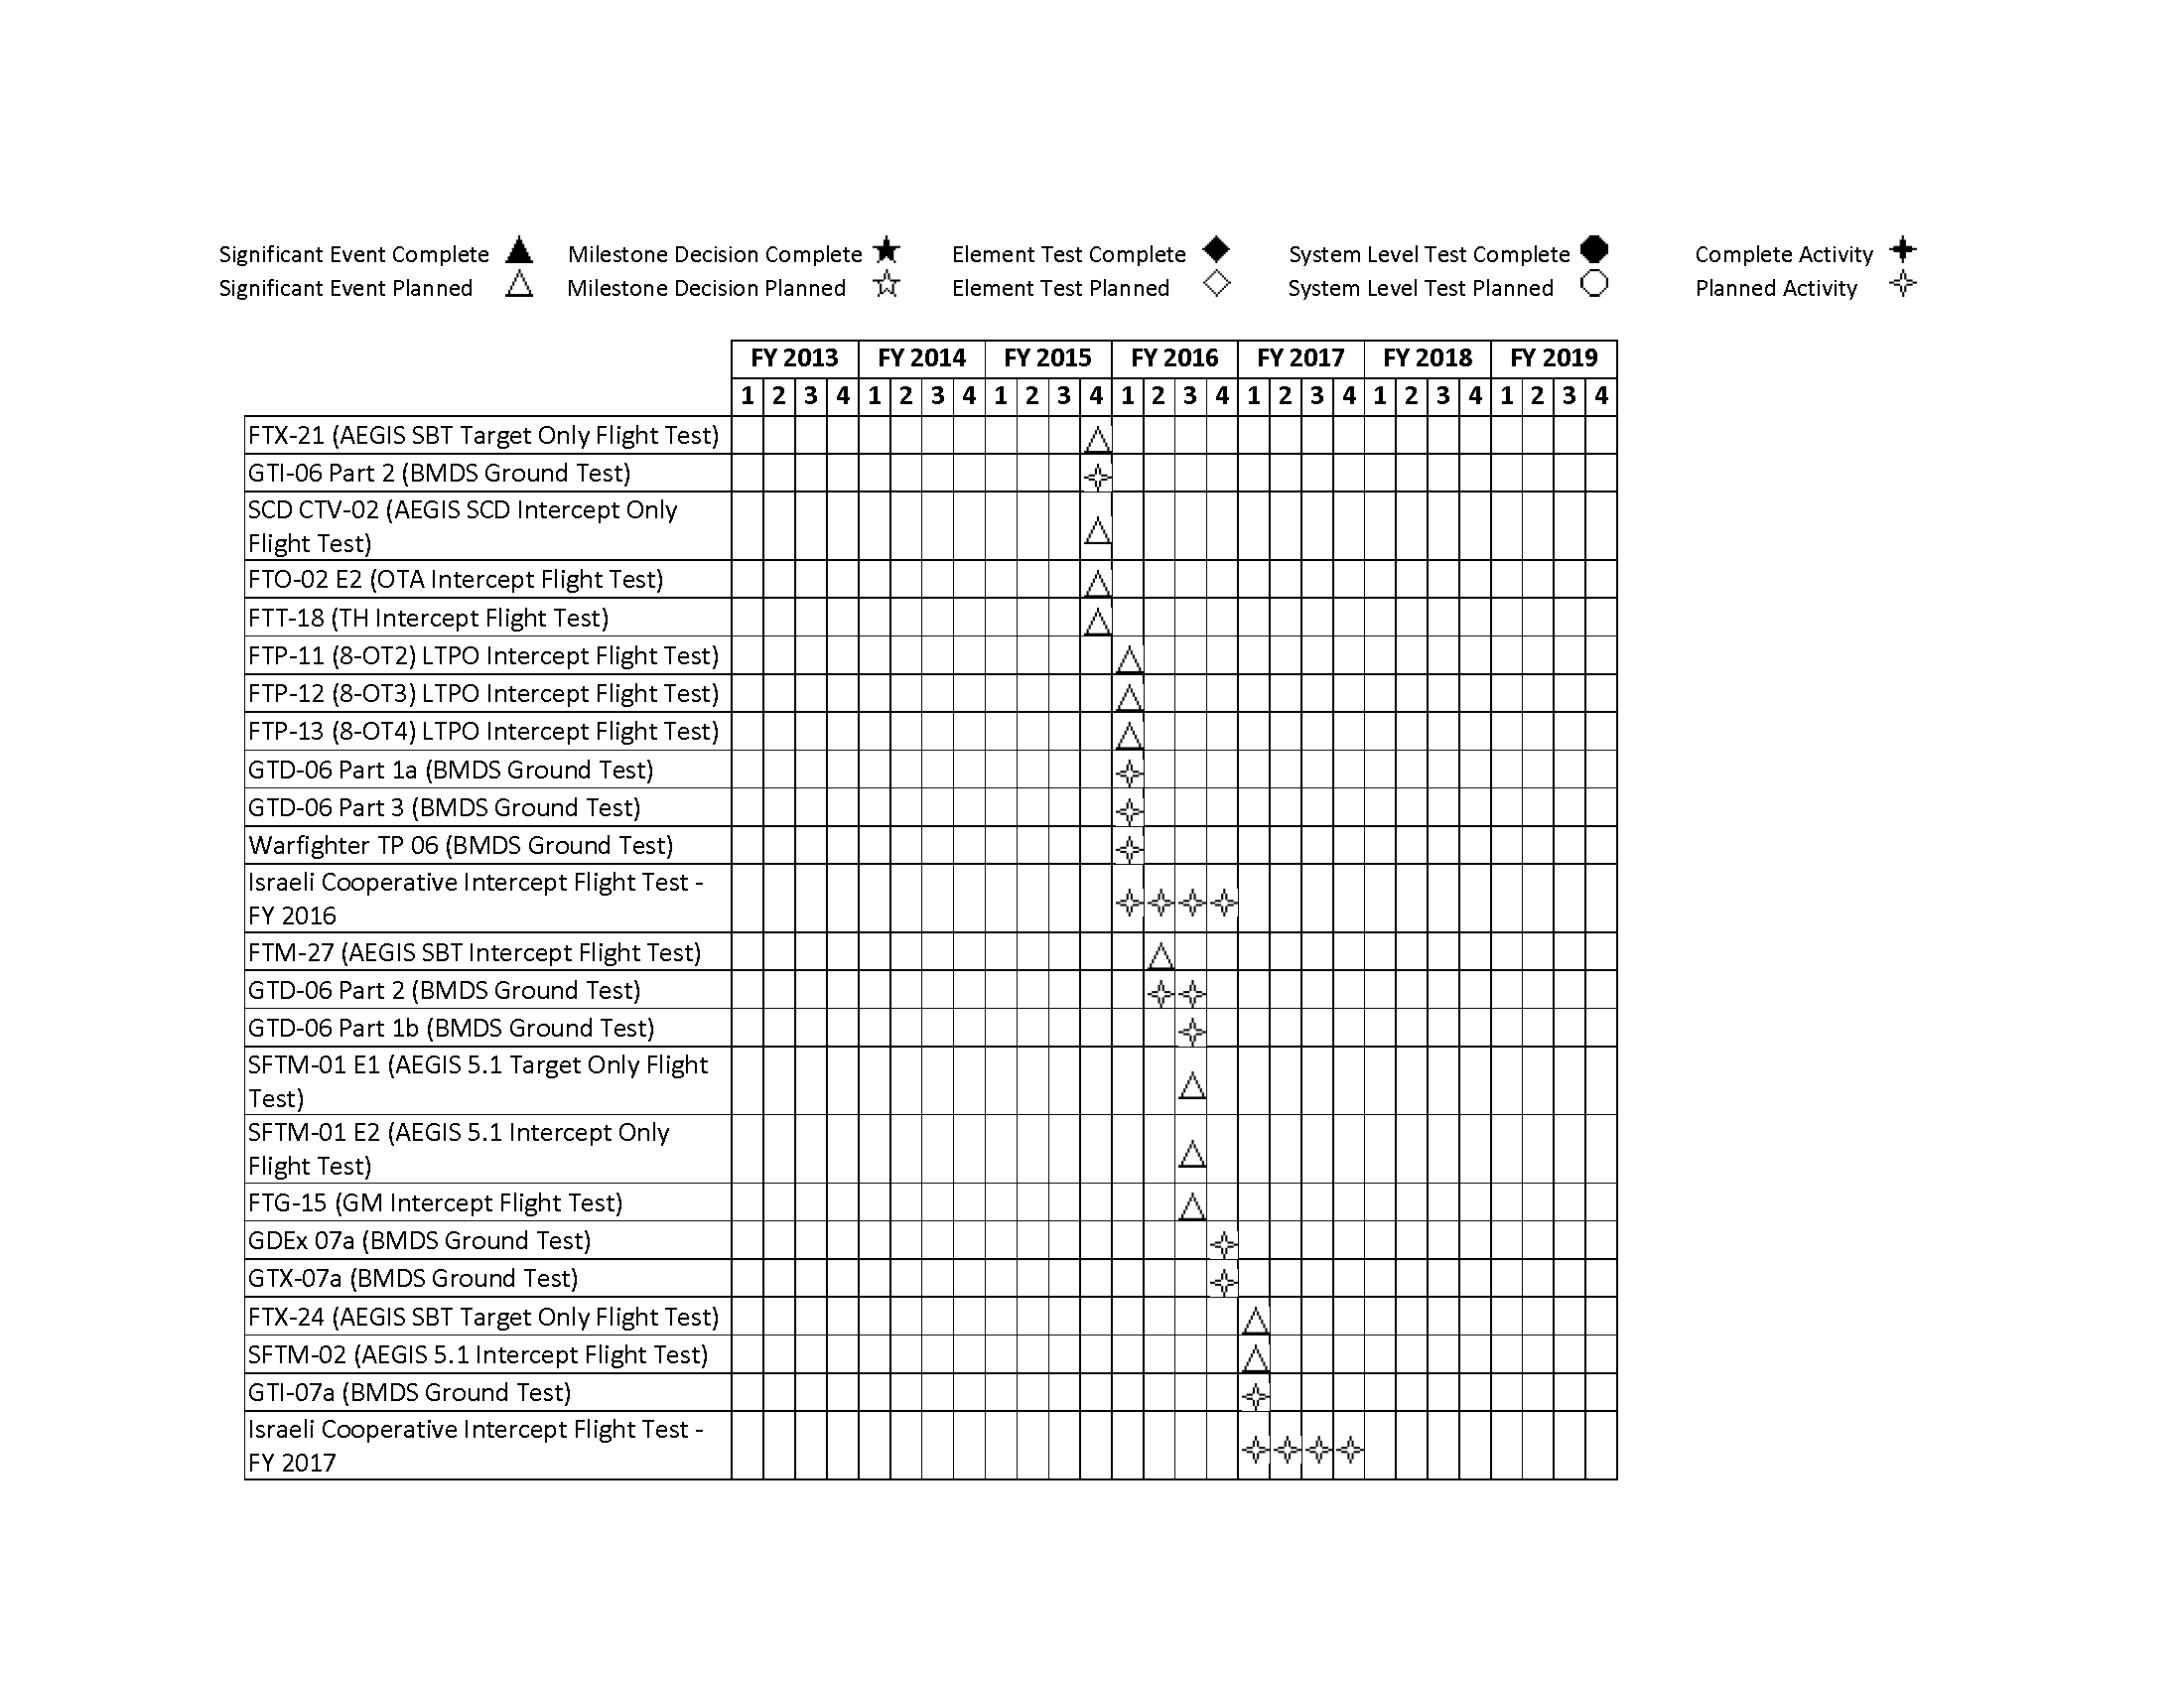 Significant Event Complete Milestone Decision Complete Element Test Complete System Level Test Complete Complete Activity
Significant Event Planned Milestone Decision Planned Element Test Planned System Level Test Planned Planned Activity
FY 2013 FY 2014 FY 2015 FY 2016 FY 2017 FY 2018 FY 2019
1 2 3 4 1 2 3 4 1 2 3 4 1 2 3 4 1 2 3 4 1 2 3 4 1 2 3 4
FTX-21 (AEGIS SBT Target Only Flight Test)
GTI-06 Part 2 (BMDS Ground Test)
SCD CTV-02 (AEGIS SCD Intercept Only
Flight Test)
FTO-02 E2 (OTA Intercept Flight Test)
FTT-18 (TH Intercept Flight Test)
FTP-11 (8-OT2) LTPO Intercept Flight Test)
FTP-12 (8-OT3) LTPO Intercept Flight Test)
FTP-13 (8-OT4) LTPO Intercept Flight Test)
GTD-06 Part 1a (BMDS Ground Test)
GTD-06 Part 3 (BMDS Ground Test)
Warfighter TP 06 (BMDS Ground Test)
Israeli Cooperative Intercept Flight Test -
FY 2016
FTM-27 (AEGIS SBT Intercept Flight Test)
GTD-06 Part 2 (BMDS Ground Test)
GTD-06 Part 1b (BMDS Ground Test)
SFTM-01 E1 (AEGIS 5.1 Target Only Flight
Test)
SFTM-01 E2 (AEGIS 5.1 Intercept Only
Flight Test)
FTG-15 (GM Intercept Flight Test)
GDEx 07a (BMDS Ground Test)
GTX-07a (BMDS Ground Test)
FTX-24 (AEGIS SBT Target Only Flight Test)
SFTM-02 (AEGIS 5.1 Intercept Flight Test)
GTI-07a (BMDS Ground Test)
Israeli Cooperative Intercept Flight Test -
FY 2017